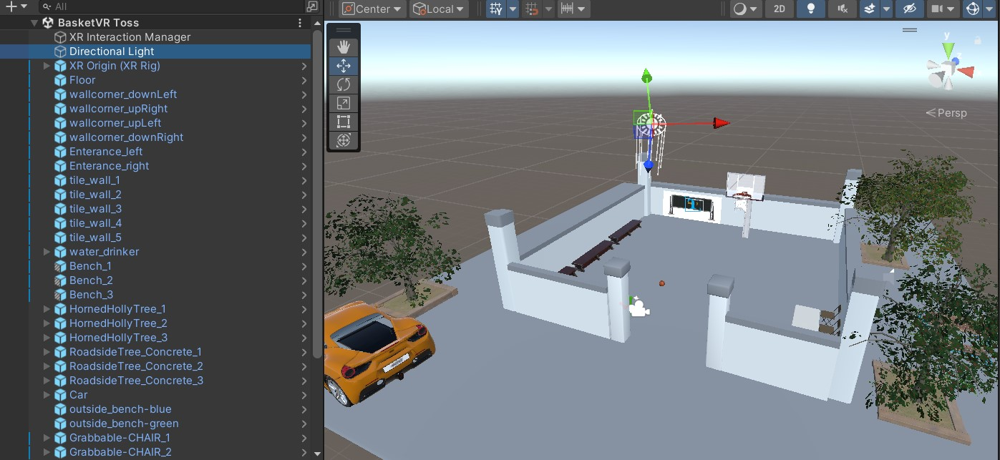 All
Center
Local
2D
BasketVR Toss
XR Interaction Manager
Directional Light
XR Origin (XR Rig)
Floor
wallcorner_downLeft
wallcorner_upRight
wallcorner_upLeft
wallcorner_downRight
Enterance_left
Enterance_right
tile_wall_1
tile_wall_2
tile_wall_3
tile_wall_4
tile_wall_5
water_drinker
Bench_1
Bench_2
Bench_3
HornedHollyTree_1
HornedHollyTree_2
HornedHollyTree_3
RoadsideTree_Concrete_1
RoadsideTree_Concrete_2
RoadsideTree_Concrete_3
Car
outside_bench-blue
outside_bench-green
Grabbable-CHAIR_1
Grabbable-CHAIR_2
y
Persp